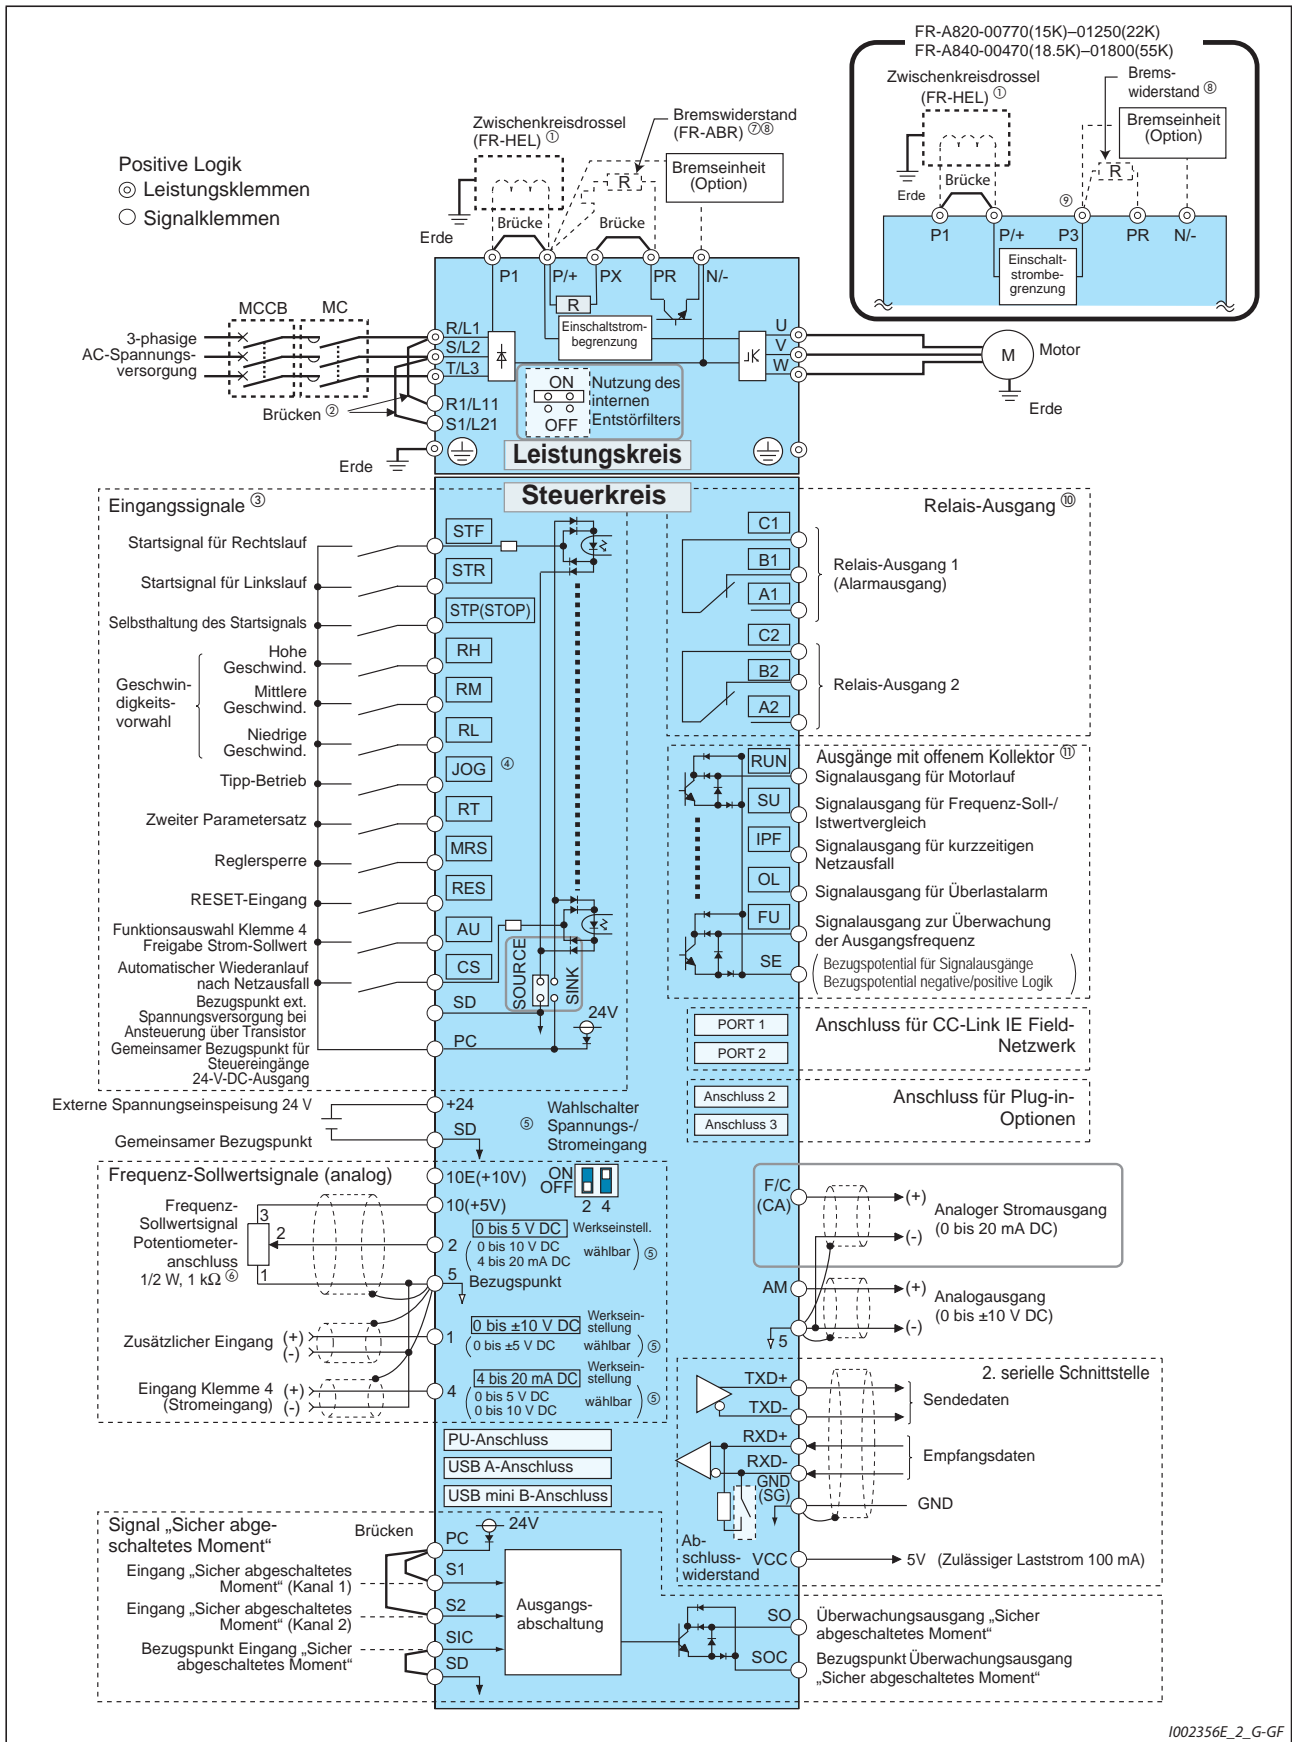 FR-A820-00770(15K)–01250(22K)
FR-A840-00470(18.5K)–01800(55K)
Zwischenkreisdrossel
(FR-HEL) ①
Brems-
widerstand ⑧
Bremseinheit
(Option)
R
Erde
Brücke
⑨
P1
P/+
P3
PR
N/-
Einschalt-
strombe-
grenzung
Positive Logik
Leistungsklemmen
Signalklemmen
Zwischenkreisdrossel
(FR-HEL) ①
Bremswiderstand
(FR-ABR) ⑦⑧
Bremseinheit
(Option)
R
Erde
Brücke
Brücke
P1
P/+
PX
PR
N/-
R
Einschaltstrom-
begrenzung
MCCB
MC
3-phasige
AC-Spannungs-
versorgung
R/L1
S/L2
T/L3
R1/L11
S1/L21
Brücken ②
Erde
U
V
W
M
Motor
Erde
ON
OFF
Nutzung des
internen
Entstörfilters
Leistungskreis
Steuerkreis
Eingangssignale ③
Startsignal für Rechtslauf
STF
Startsignal für Linkslauf
STR
Selbsthaltung des Startsignals
STP(STOP)
Geschwin-
digkeits-
vorwahl
Hohe
Geschwind.
RH
Mittlere
Geschwind.
RM
Niedrige
Geschwind.
RL
Tipp-Betrieb
JOG ④
Zweiter Parametersatz
RT
Reglersperre
MRS
RESET-Eingang
RES
Funktionsauswahl Klemme 4
Freigabe Strom-Sollwert
AU
Automatischer Wiederanlauf
nach Netzausfall
CS
Bezugspunkt ext.
Spannungsversorgung bei
Ansteuerung über Transistor
SD
Gemeinsamer Bezugspunkt für
Steuereingänge
24-V-DC-Ausgang
PC
SOURCE
SINK
24V
Relais-Ausgang ⑩
C1
B1
A1
Relais-Ausgang 1
(Alarmausgang)
C2
B2
A2
Relais-Ausgang 2
Ausgänge mit offenem Kollektor ⑪
RUN
Signalausgang für Motorlauf
SU
Signalausgang für Frequenz-Soll-/
Istwertvergleich
IPF
Signalausgang für kurzzeitigen
Netzausfall
OL
Signalausgang für Überlastalarm
FU
Signalausgang zur Überwachung
der Ausgangsfrequenz
SE
Bezugspotential für Signalausgänge
Bezugspotential negative/positive Logik
PORT 1
PORT 2
Anschluss für CC-Link IE Field-
Netzwerk
Anschluss 2
Anschluss 3
Anschluss für Plug-in-
Optionen
Externe Spannungseinspeisung 24 V
+24
Gemeinsamer Bezugspunkt
SD
⑤
Wahlschalter
Spannungs-/
Stromeingang
Frequenz-Sollwertsignale (analog)
10E(+10V)
ON
OFF
2 4
Frequenz-
Sollwertsignal
Potentiometer-
anschluss
1/2 W, 1 kΩ ⑥
3
2
1
10(+5V)
2
0 bis 5 V DC Werkseinstell.
(0 bis 10 V DC
4 bis 20 mA DC wählbar) ⑤
5
Bezugspunkt
Zusätzlicher Eingang
(+)
(-)
1
0 bis ±10 V DC
Werksein-
stellung
(0 bis ±5 V DC wählbar) ⑤
Eingang Klemme 4
(Stromeingang)
(+)
(-)
4
4 bis 20 mA DC
Werksein-
stellung
(0 bis 5 V DC
0 bis 10 V DC wählbar) ⑤
F/C
(CA)
(+)
(-)
Analoger Stromausgang
(0 bis 20 mA DC)
AM
5
(+)
(-)
Analogausgang
(0 bis ±10 V DC)
2. serielle Schnittstelle
TXD+
TXD-
Sendedaten
RXD+
RXD-
Empfangsdaten
GND
(SG)
GND
Ab-
schluss-
widerstand
VCC
5V (Zulässiger Laststrom 100 mA)
PU-Anschluss
USB A-Anschluss
USB mini B-Anschluss
Signal „Sicher abge-
schaltetes Moment“
Brücken
PC
24V
Eingang „Sicher abgeschaltetes
Moment“ (Kanal 1)
S1
Eingang „Sicher abgeschaltetes
Moment“ (Kanal 2)
S2
Bezugspunkt Eingang „Sicher
abgeschaltetes Moment“
SIC
SD
Ausgangs-
abschaltung
SO
Überwachungsausgang „Sicher
abgeschaltetes Moment“
SOC
Bezugspunkt Überwachungsausgang
„Sicher abgeschaltetes Moment“
I002356E_2_G-GF